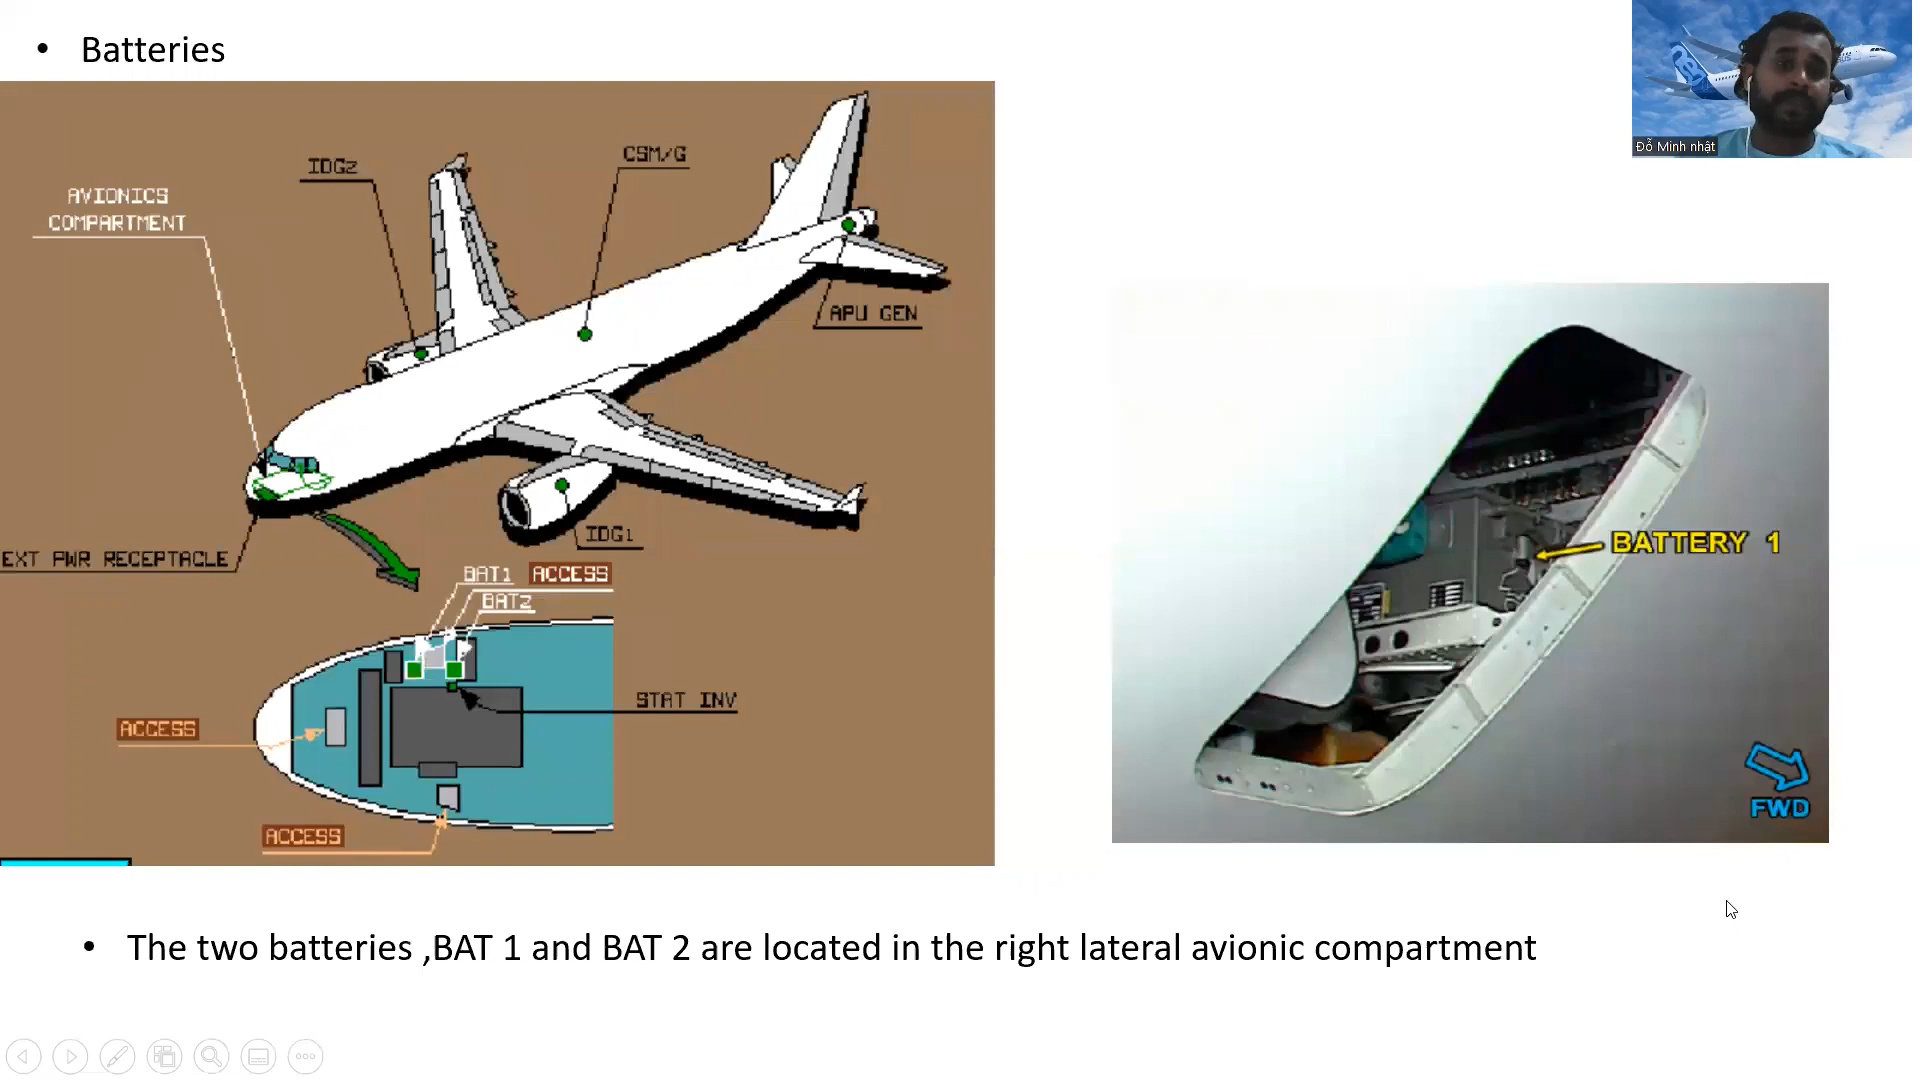 • Batteries
Đỗ Minh nhật
IDG2
CSM/G
AVIONICS
COMPARTMENT
APU GEN
IDG1
EXT PWR RECEPTACLE
BAT1 ACCESS
BAT2
STAT INV
ACCESS
ACCESS
BATTERY 1
FWD
• The two batteries ,BAT 1 and BAT 2 are located in the right lateral avionic compartment